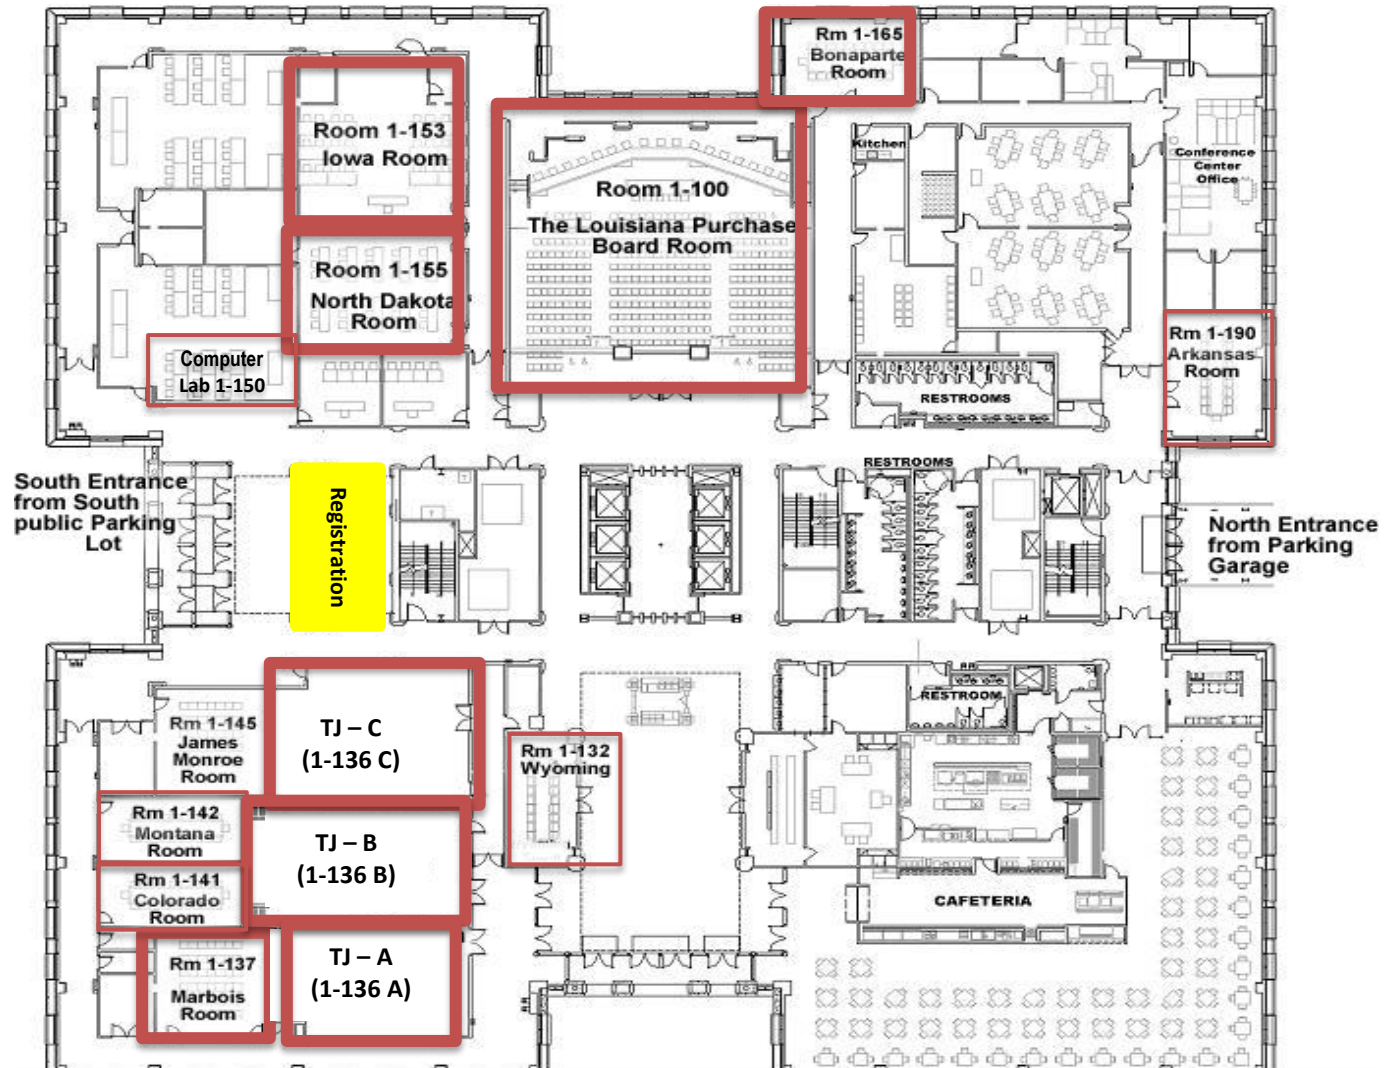 Rm 1-165
Bonaparte
Room
Room 1-153
Iowa Room
Kitchen
Conference
Center
Office
Room 1-100
The Louisiana Purchase
Board Room
Room 1-155
North Dakota
Room
Computer
Lab 1-150
Rm 1-190
Arkansas
Room
RESTROOMS
South Entrance
from South
public Parking
Lot
Registration
RESTROOMS
North Entrance
from Parking
Garage
Rm 1-145
James
Monroe
Room
TJ – C
(1-136 C)
RESTROOM
Rm 1-132
Wyoming
Rm 1-142
Montana
Room
TJ – B
(1-136 B)
Rm 1-141
Colorado
Room
CAFETERIA
Rm 1-137
Marbois
Room
TJ – A
(1-136 A)